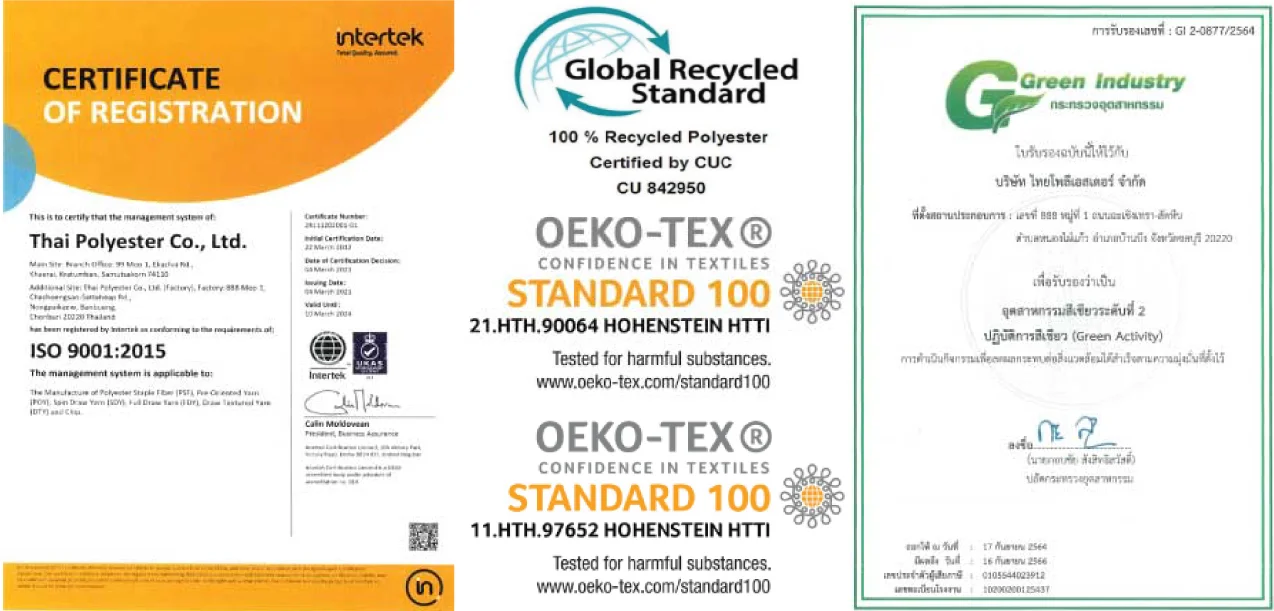 intertek
Total Quality. Assured.
CERTIFICATE
OF REGISTRATION
This is to certify that the management system of:
Thai Polyester Co., Ltd.
Main Site: Branch Office: 99 Moo 1, Ekachai Rd.,
Additional Site: Thai Polyester Co., Ltd. (Factory), Factory: 888 Moo 1,
Chonburi 20220 Thailand
has been registered by Intertek as conforming to the requirements of:
ISO 9001:2015
The management system is applicable to:
The Manufacture of Polyester Staple Fiber (PSF),
(POY), Spin Draw Yarn (SDY), Full Draw Yarn (FDY), Draw Textured Yarn
(DTY) and Chip.
Certificate Number:
Initial Certification Date:
22 March 2012
Date of Certification Decision:
04 March 2021
Issuing Date:
04 March 2021
Valid Until:
10 March 2024
Intertek
UKAS
MANAGEMENT
SYSTEMS
014
Calin Moldovean
President, Business Assurance
in
Global Recycled
Standard
100 % Recycled Polyester
Certified by CUC
CU 842950
OEKO-TEX®
CONFIDENCE IN TEXTILES
STANDARD 100
21.HTH.90064 HOHENSTEIN HTTI
Tested for harmful substances.
www.oeko-tex.com/standard100
OEKO-TEX®
CONFIDENCE IN TEXTILES
STANDARD 100
11.HTH.97652 HOHENSTEIN HTTI
Tested for harmful substances.
www.oeko-tex.com/standard100
การรับรองเลขที่ : GI 2-0877/2564
Green Industry
กระทรวงอุตสาหกรรม
ใบรับรองฉบับนี้ให้ไว้กับ
บริษัท ไทยโพลีเอสเตอร์ จำกัด
ที่ตั้งสถานประกอบการ : เลขที่ 888 หมู่ที่ 1 ถนนฉะเชิงเทรา-สัตหีบ
ตำบลหนองไผ่แก้ว อำเภอบ้านบึง จังหวัดชลบุรี 20220
เพื่อรับรองว่าเป็น
อุตสาหกรรมสีเขียวระดับที่ 2
ปฏิบัติการสีเขียว (Green Activity)
การดำเนินกิจกรรมเพื่อลดผลกระทบต่อสิ่งแวดล้อมได้สำเร็จตามความมุ่งมั่นที่ตั้งไว้
ลงชื่อ
(นายกอบชัย สังสิทธิสวัสดิ์)
ปลัดกระทรวงอุตสาหกรรม
ออกให้ ณ วันที่ : 17 กันยายน 2564
มีผลถึง วันที่ : 16 กันยายน 2566
เลขประจำตัวผู้เสียภาษี : 0105544023912
เลขทะเบียนโรงงาน : 10200200125437